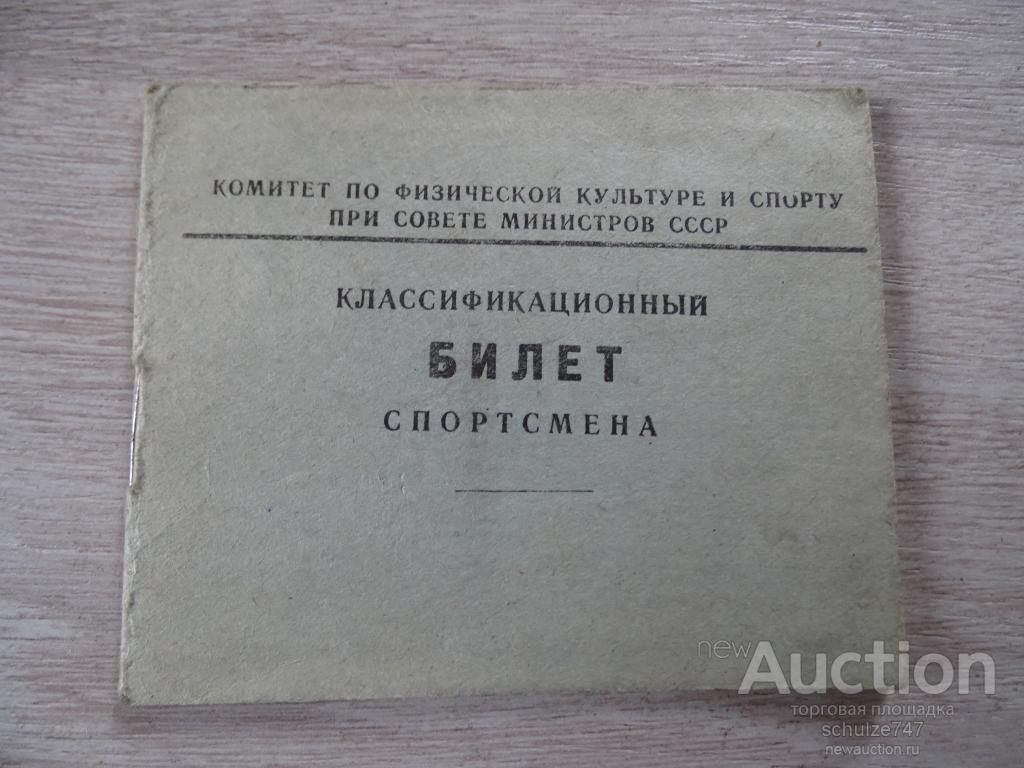 КОМИТЕТ ПО ФИЗИЧЕСКОЙ КУЛЬТУРЕ И СПОРТУ
ПРИ СОВЕТЕ МИНИСТРОВ СССР
КЛАССИФИКАЦИОННЫЙ
БИЛЕТ
СПОРТСМЕНА
newAuction
торговая площадка
schulze747
newauction.ru